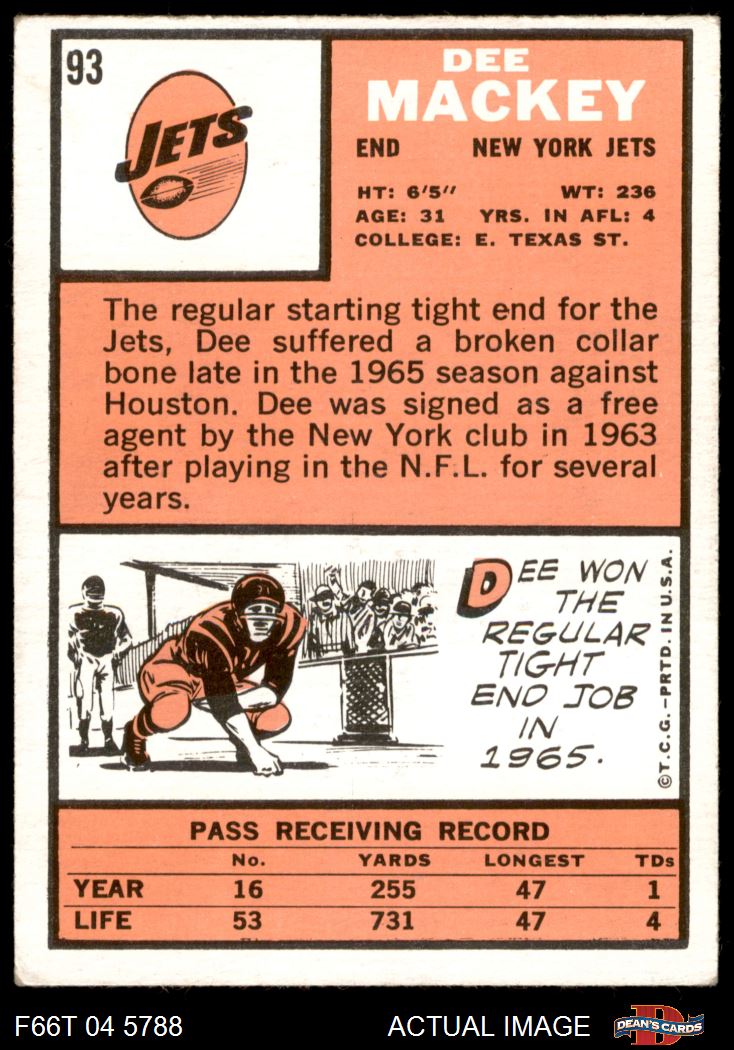 93
JETS
DEE
MACKEY
END NEW YORK JETS
HT: 6'5" WT: 236
AGE: 31 YRS. IN AFL: 4
COLLEGE: E. TEXAS ST.
The regular starting tight end for the
Jets, Dee suffered a broken collar
bone late in the 1965 season against
Houston. Dee was signed as a free
agent by the New York club in 1963
after playing in the N.F.L. for several
years.
DEE WON
THE
REGULAR
TIGHT
END JOB
IN
1965.
©T.C.G.—PRTD. IN U.S.A.
PASS RECEIVING RECORD
No. YARDS LONGEST TDs
YEAR 16 255 47 1
LIFE 53 731 47 4
F66T 04 5788 ACTUAL IMAGE
D
DEAN'S CARDS